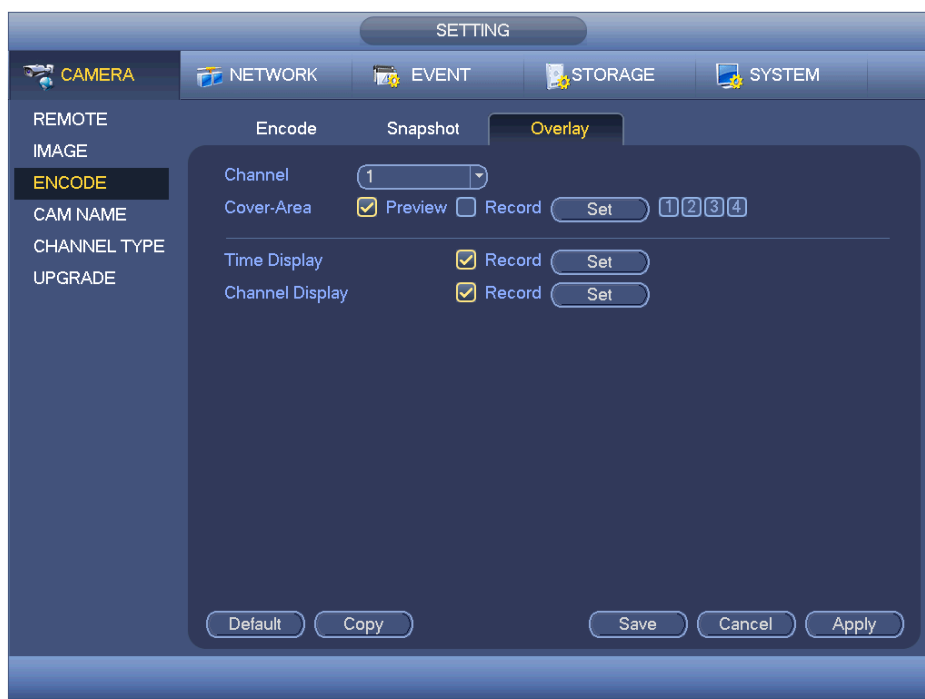 SETTING
CAMERA NETWORK EVENT STORAGE SYSTEM
REMOTE
IMAGE
ENCODE
CAM NAME
CHANNEL TYPE
UPGRADE
Encode Snapshot Overlay
Channel 1
Cover-Area Preview Record Set 1 2 3 4
Time Display Record Set
Channel Display Record Set
Default Copy Save Cancel Apply